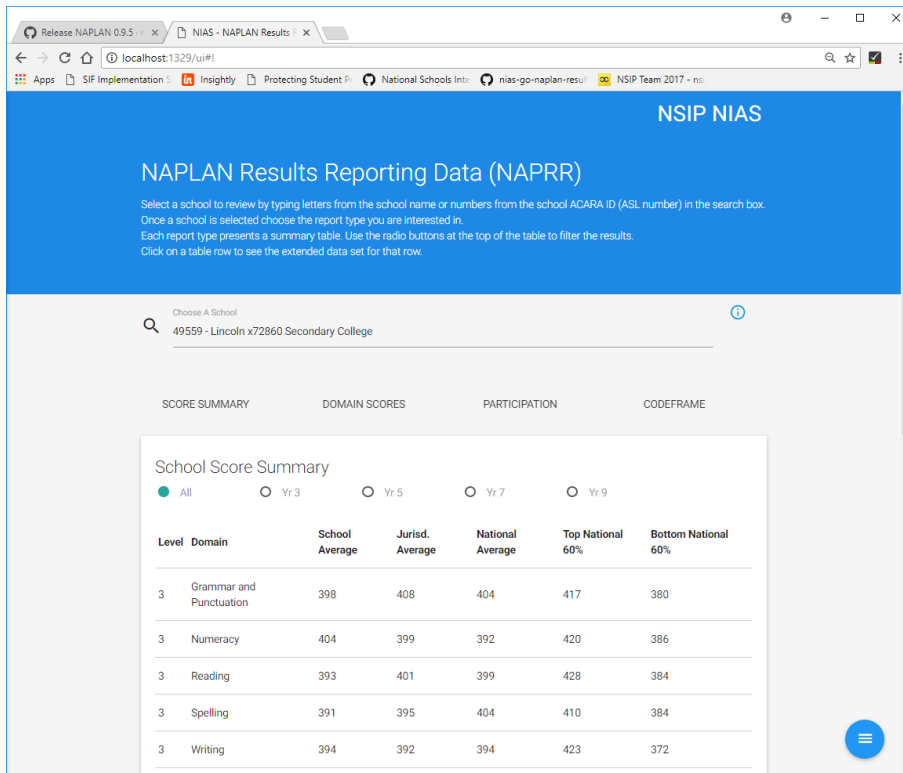 Release NAPLAN 0.9.5 · n
NIAS - NAPLAN Results R
localhost:1329/ui#!
Apps SIF Implementation S Insightly Protecting Student Pr National Schools Inte nias-go-naplan-result NSIP Team 2017 - nsi
NSIP NIAS
NAPLAN Results Reporting Data (NAPRR)
Select a school to review by typing letters from the school name or numbers from the school ACARA ID (ASL number) in the search box.
Once a school is selected choose the report type you are interested in.
Each report type presents a summary table. Use the radio buttons at the top of the table to filter the results.
Click on a table row to see the extended data set for that row.
Choose A School
49559 - Lincoln x72860 Secondary College
SCORE SUMMARY DOMAIN SCORES PARTICIPATION CODEFRAME
School Score Summary
All Yr 3 Yr 5 Yr 7 Yr 9
Level Domain School Average Jurisd. Average National Average Top National 60% Bottom National 60%
3 Grammar and Punctuation 398 408 404 417 380
3 Numeracy 404 399 392 420 386
3 Reading 393 401 399 428 384
3 Spelling 391 395 404 410 384
3 Writing 394 392 394 423 372